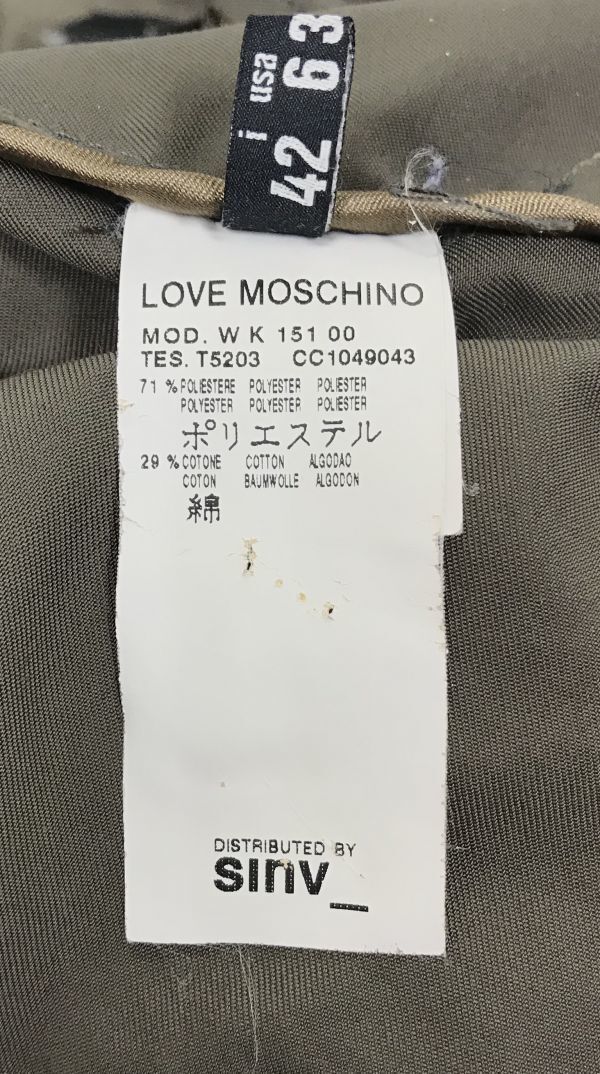 i usa
42 6 3
LOVE MOSCHINO
MOD. W K 151 00
TES. T5203 CC1049043
71 % POLIESTERE POLYESTER POLIESTER
POLYESTER POLYESTER POLIESTER
ポリエステル
29 % COTONE COTTON ALGODAO
COTON BAUMWOLLE ALGODON
綿
DISTRIBUTED BY
sinv_